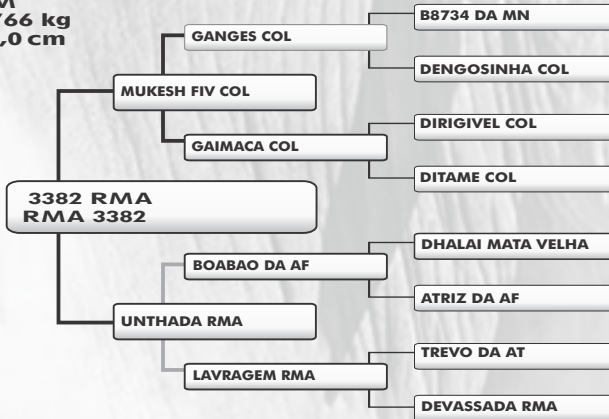 M
766 kg
,0 cm
B8734 DA MN
GANGES COL
DENGOSINHA COL
MUKESH FIV COL
DIRIGIVEL COL
GAIMACA COL
DITAME COL
3382 RMA
RMA 3382
DHALAI MATA VELHA
BOABAO DA AF
ATRIZ DA AF
UNTHADA RMA
TREVO DA AT
LAVRAGEM RMA
DEVASSADA RMA